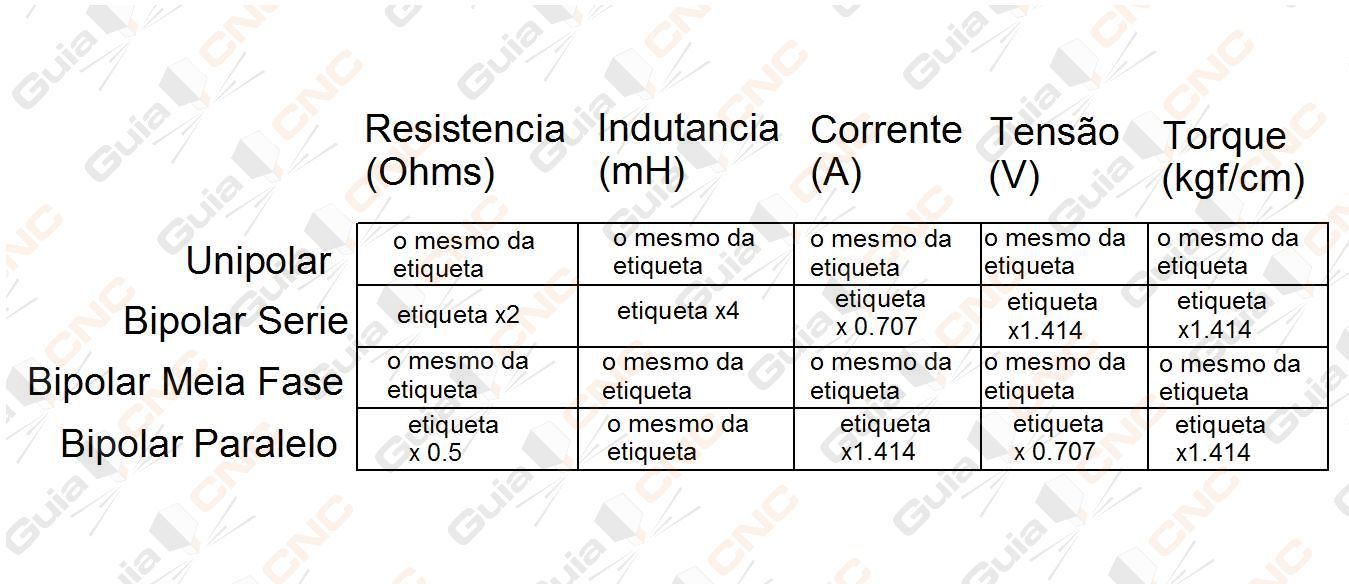 Resistencia Indutancia Corrente Tensão Torque
(Ohms) (mH) (A) (V) (kgf/cm)
Unipolar
o mesmo da
etiqueta
o mesmo da
etiqueta
o mesmo da
etiqueta
o mesmo da
etiqueta
o mesmo da
etiqueta
Bipolar Serie
etiqueta x2
etiqueta x4
etiqueta
x 0.707
etiqueta
x1.414
etiqueta
x1.414
Bipolar Meia Fase
o mesmo da
etiqueta
o mesmo da
etiqueta
o mesmo da
etiqueta
o mesmo da
etiqueta
o mesmo da
etiqueta
Bipolar Paralelo
etiqueta
x 0.5
o mesmo da
etiqueta
etiqueta
x1.414
etiqueta
x 0.707
etiqueta
x1.414
Guia CNC